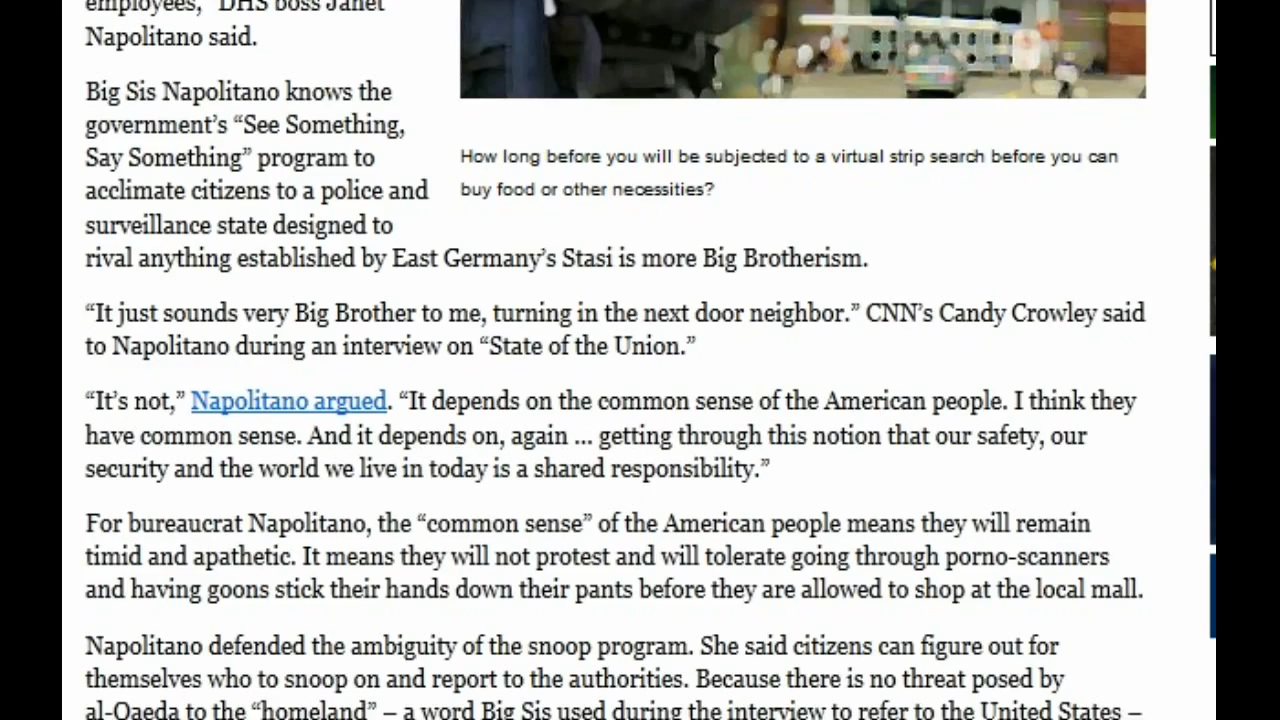 employees," DHS boss Janet
Napolitano said.
Big Sis Napolitano knows the
government’s “See Something,
Say Something” program to
acclimate citizens to a police and
surveillance state designed to
rival anything established by East Germany’s Stasi is more Big Brotherism.
How long before you will be subjected to a virtual strip search before you can
buy food or other necessities?
“It just sounds very Big Brother to me, turning in the next door neighbor.” CNN’s Candy Crowley said
to Napolitano during an interview on “State of the Union.”
“It’s not,” Napolitano argued. “It depends on the common sense of the American people. I think they
have common sense. And it depends on, again ... getting through this notion that our safety, our
security and the world we live in today is a shared responsibility.”
For bureaucrat Napolitano, the “common sense” of the American people means they will remain
timid and apathetic. It means they will not protest and will tolerate going through porno-scanners
and having goons stick their hands down their pants before they are allowed to shop at the local mall.
Napolitano defended the ambiguity of the snoop program. She said citizens can figure out for
themselves who to snoop on and report to the authorities. Because there is no threat posed by
al-Qaeda to the “homeland” – a word Big Sis used during the interview to refer to the United States –